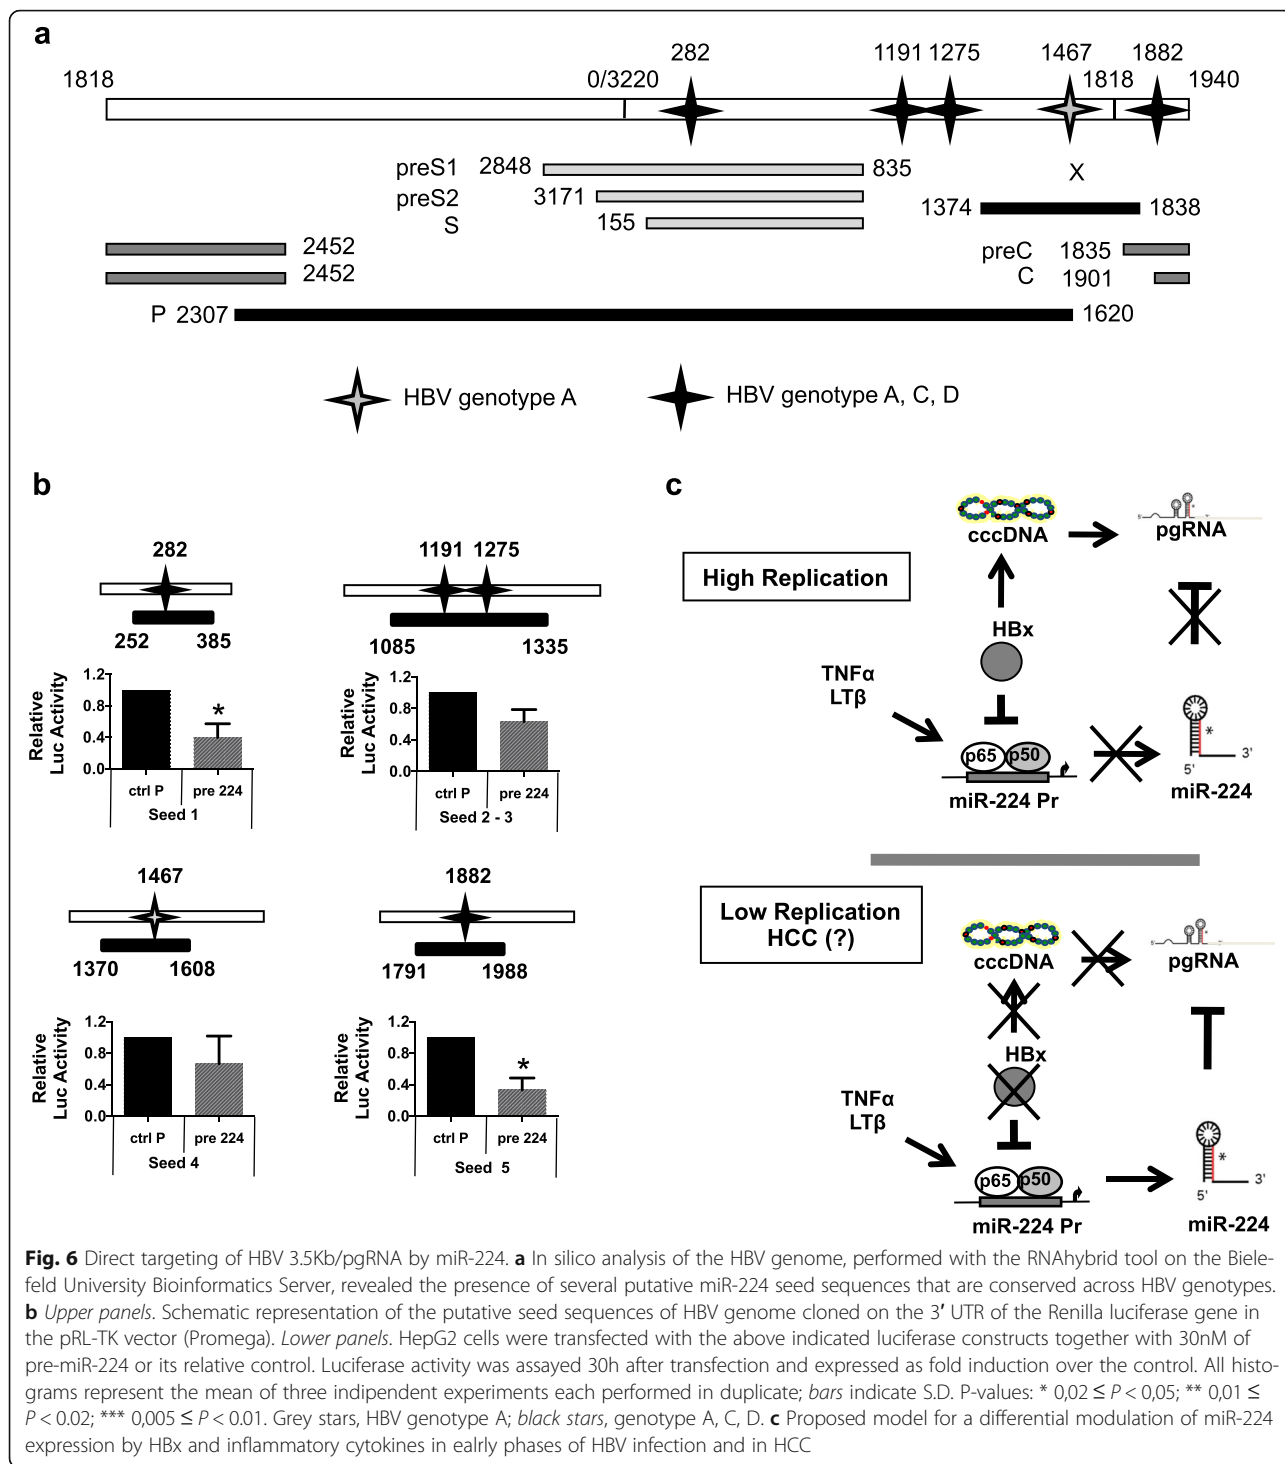 a
282
1191 1275
1467
1882
1818
0/3220
1818
1940
preS1 2848
835
X
preS2 3171
S 155
1374
1838
2452
preC 1835
2452
C 1901
P 2307
1620
HBV genotype A
HBV genotype A, C, D
b
282
252 385
Relative
Luc Activity
1.2
0.8
0.4
0.0
*
ctrl P pre 224
Seed 1
1191 1275
1085 1335
Relative
Luc Activity
1.2
0.8
0.4
0.0
ctrl P pre 224
Seed 2 - 3
1467
1370 1608
Relative
Luc Activity
1.2
0.8
0.4
0.0
ctrl P pre 224
Seed 4
1882
1791 1988
Relative
Luc Activity
1.2
0.8
0.4
0.0
*
ctrl P pre 224
Seed 5
c
High Replication
cccDNA
pgRNA
HBx
TNFα
LTβ
p65 p50
miR-224 Pr
*
5' 3'
miR-224
Low Replication
HCC (?)
cccDNA
pgRNA
HBx
TNFα
LTβ
p65 p50
miR-224 Pr
*
5' 3'
miR-224
Fig. 6 Direct targeting of HBV 3.5Kb/pgRNA by miR-224. a In silico analysis of the HBV genome, performed with the RNAhybrid tool on the Biele-
feld University Bioinformatics Server, revealed the presence of several putative miR-224 seed sequences that are conserved across HBV genotypes.
b Upper panels. Schematic representation of the putative seed sequences of HBV genome cloned on the 3′ UTR of the Renilla luciferase gene in
the pRL-TK vector (Promega). Lower panels. HepG2 cells were transfected with the above indicated luciferase constructs together with 30nM of
pre-miR-224 or its relative control. Luciferase activity was assayed 30h after transfection and expressed as fold induction over the control. All histo-
grams represent the mean of three indipendent experiments each performed in duplicate; bars indicate S.D. P-values: * 0,02 ≤ P < 0,05; ** 0,01 ≤
P < 0.02; *** 0,005 ≤ P < 0.01. Grey stars, HBV genotype A; black stars, genotype A, C, D. c Proposed model for a differential modulation of miR-224
expression by HBx and inflammatory cytokines in ealrly phases of HBV infection and in HCC